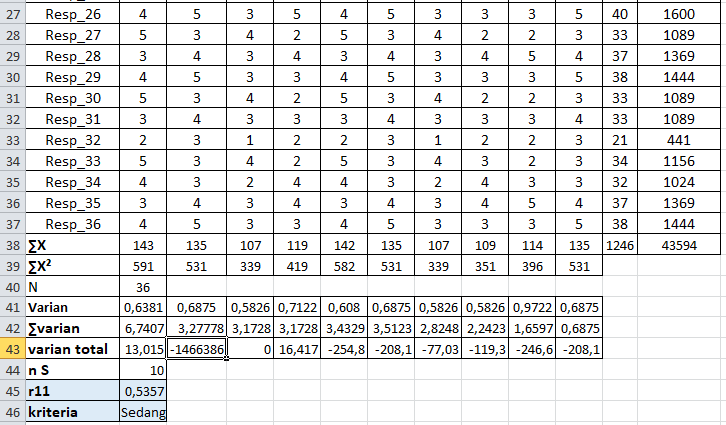 27 Resp_26 4 5 3 5 4 5 3 3 3 5 40 1600
28 Resp_27 5 3 4 2 5 3 4 2 2 3 33 1089
29 Resp_28 3 4 3 4 3 4 3 4 5 4 37 1369
30 Resp_29 4 5 3 3 4 5 3 3 3 5 38 1444
31 Resp_30 5 3 4 2 5 3 4 2 2 3 33 1089
32 Resp_31 3 4 3 3 3 4 3 3 3 4 33 1089
33 Resp_32 2 3 1 2 2 3 1 2 2 3 21 441
34 Resp_33 5 3 4 2 5 3 4 3 2 3 34 1156
35 Resp_34 4 3 2 4 4 3 2 4 3 3 32 1024
36 Resp_35 3 4 3 4 3 4 3 4 5 4 37 1369
37 Resp_36 4 5 3 3 4 5 3 3 3 5 38 1444
38 ∑X 143 135 107 119 142 135 107 109 114 135 1246 43594
39 ∑X² 591 531 339 419 582 531 339 351 396 531
40 N 36
41 Varian 0,6381 0,6875 0,5826 0,7122 0,608 0,6875 0,5826 0,5826 0,9722 0,6875
42 ∑varian 6,7407 3,27778 3,1728 3,1728 3,4329 3,5123 2,8248 2,2423 1,6597 0,6875
43 varian total 13,015 -1466386 0 16,417 -254,8 -208,1 -77,03 -119,3 -246,6 -208,1
44 n S 10
45 r11 0,5357
46 kriteria Sedang